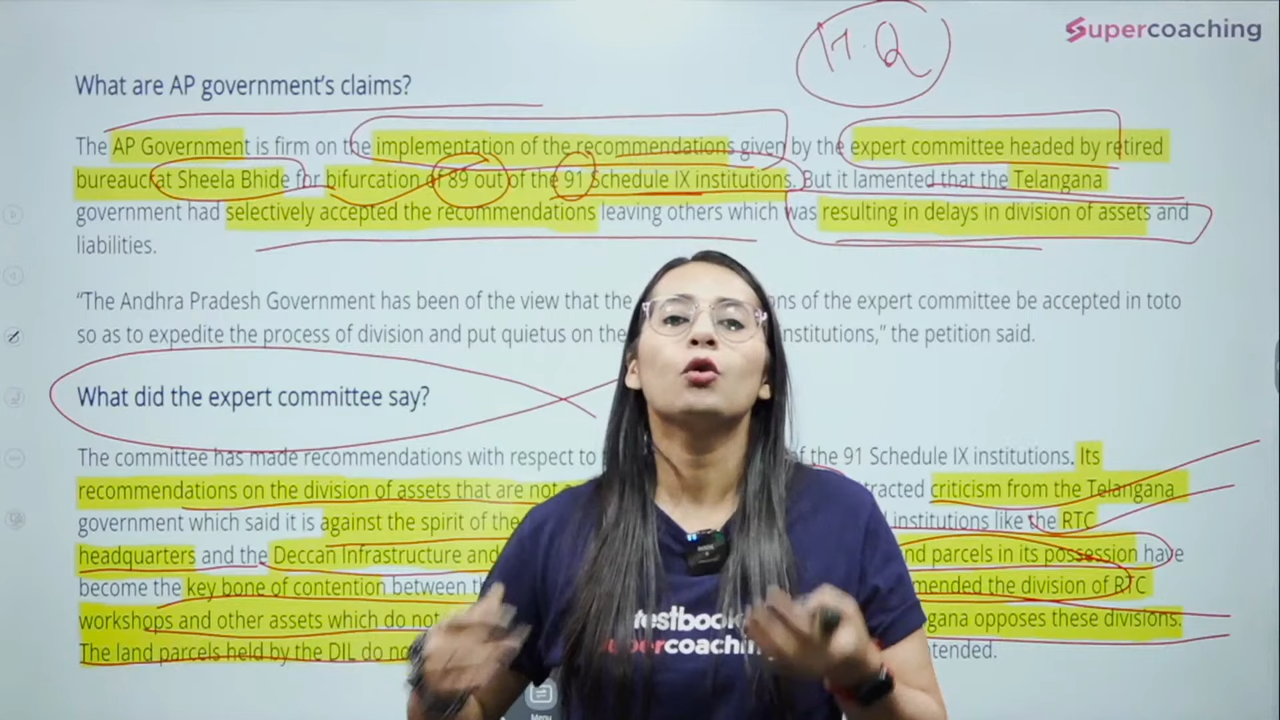 Supercoaching
H.Q
What are AP government's claims?
The AP Government is firm on the implementation of the recommendations given by the expert committee headed by retired
bureaucrat Sheela Bhide for bifurcation of 89 out of the 91 Schedule IX institutions. But it lamented that the Telangana
government had selectively accepted the recommendations leaving others which was resulting in delays in division of assets and
liabilities.
“The Andhra Pradesh Government has been of the view that the ons of the expert committee be accepted in toto
so as to expedite the process of division and put quietus on the institutions,” the petition said.
What did the expert committee say?
The committee has made recommendations with respect to f the 91 Schedule IX institutions. Its
recommendations on the division of assets that are not tracted criticism from the Telangana
government which said it is against the spirit of the institutions like the RTC
headquarters and the Deccan Infrastructure and nd parcels in its possession have
become the key bone of contention between mended the division of RTC
workshops and other assets which do not gana opposes these divisions.
The land parcels held by the DIL do tended.
testbook
supercoaching
Menu